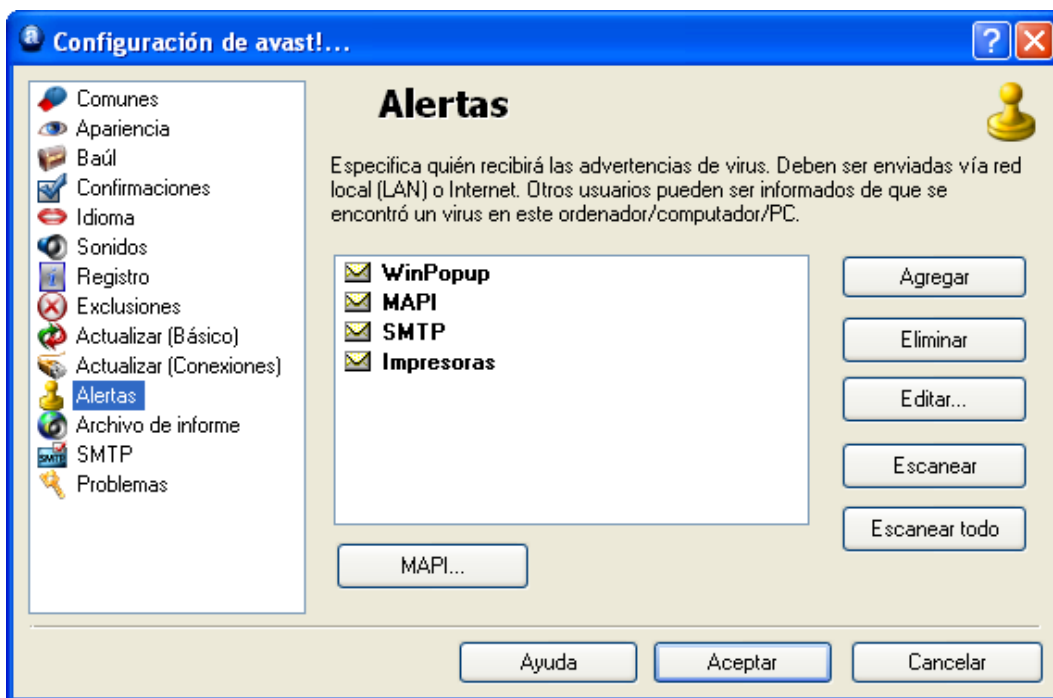 Configuración de avast!...
Comunes
Apariencia
Baúl
Confirmaciones
Idioma
Sonidos
Registro
Exclusiones
Actualizar (Básico)
Actualizar (Conexiones)
Alertas
Archivo de informe
SMTP
Problemas
Alertas
Especifica quién recibirá las advertencias de virus. Deben ser enviadas vía red
local (LAN) o Internet. Otros usuarios pueden ser informados de que se
encontró un virus en este ordenador/computador/PC.
WinPopup
MAPI
SMTP
Impresoras
Agregar
Eliminar
Editar...
Escanear
Escanear todo
MAPI...
Ayuda
Aceptar
Cancelar